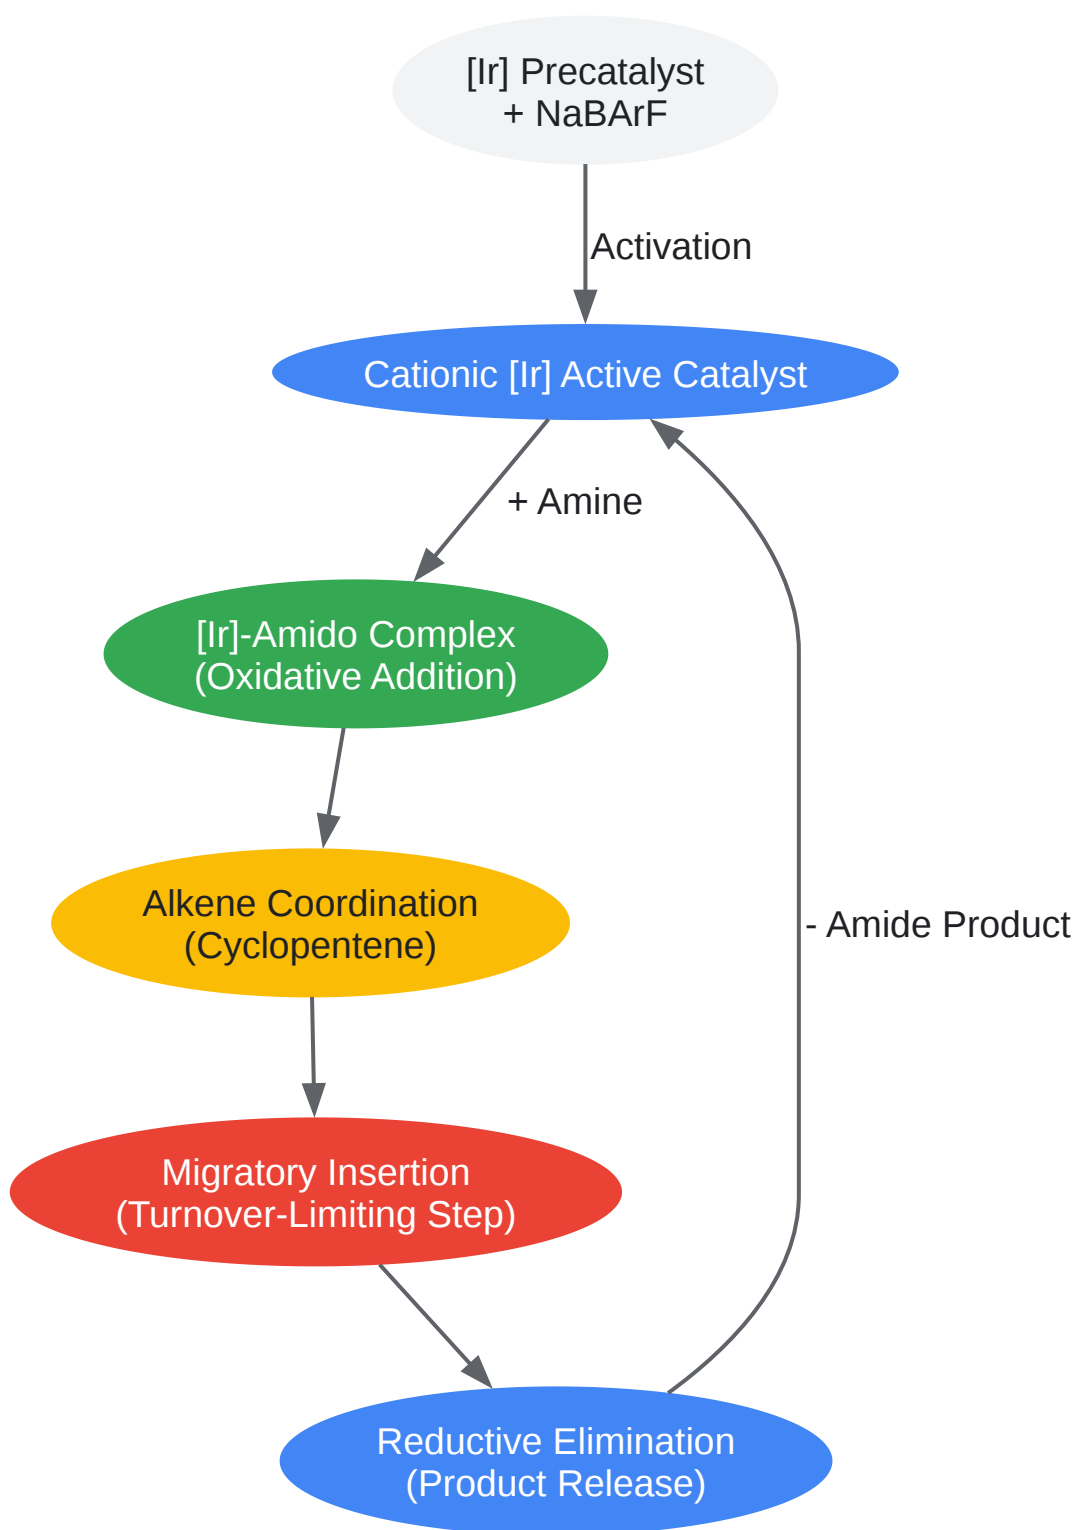 [Ir] Precatalyst
+ NaBArF
Activation
Cationic [Ir] Active Catalyst
+ Amine
[Ir]-Amido Complex
(Oxidative Addition)
Alkene Coordination
(Cyclopentene)
- Amide Product
Migratory Insertion
(Turnover-Limiting Step)
Reductive Elimination
(Product Release)